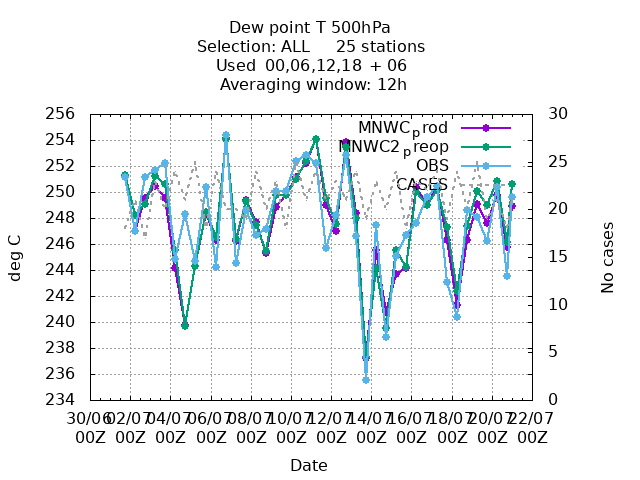 Dew point T 500hPa
Selection: ALL 25 stations
Used 00,06,12,18 + 06
Averaging window: 12h
MNWCprod
MNWC2preop
OBS
CASES
deg C
No cases
256
254
252
250
248
246
244
242
240
238
236
234
30
25
20
15
10
5
0
30/06 02/07 04/07 06/07 08/07 10/07 12/07 14/07 16/07 18/07 20/07 22/07
00Z 00Z 00Z 00Z 00Z 00Z 00Z 00Z 00Z 00Z 00Z 00Z
Date